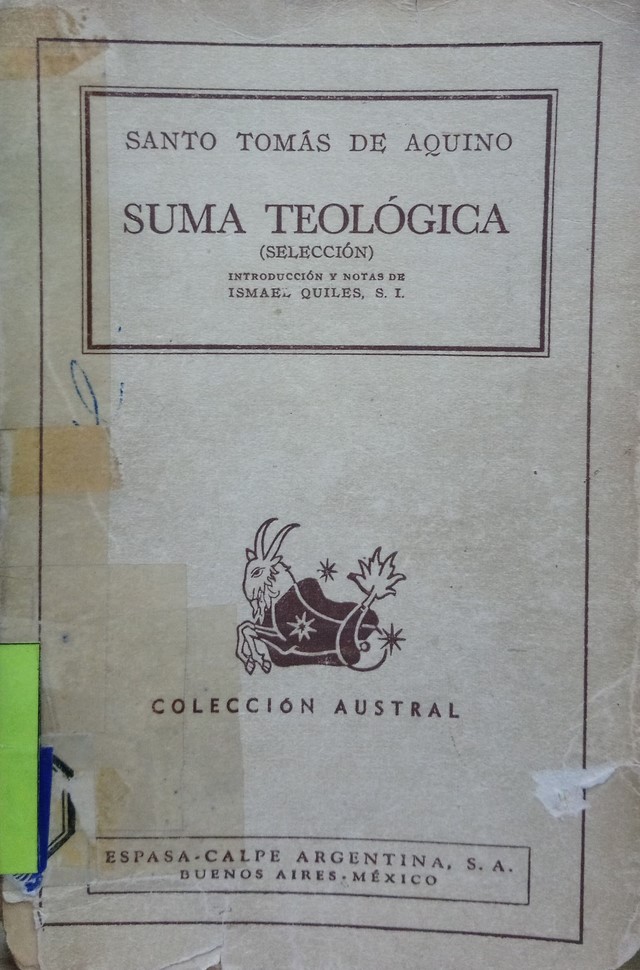 SANTO TOMÁS DE AQUINO
SUMA TEOLÓGICA
(SELECCIÓN)
INTRODUCCIÓN Y NOTAS DE
ISMAEL QUILES, S. I.
COLECCIÓN AUSTRAL
ESPASA-CALPE ARGENTINA, S. A.
BUENOS AIRES-MÉXICO